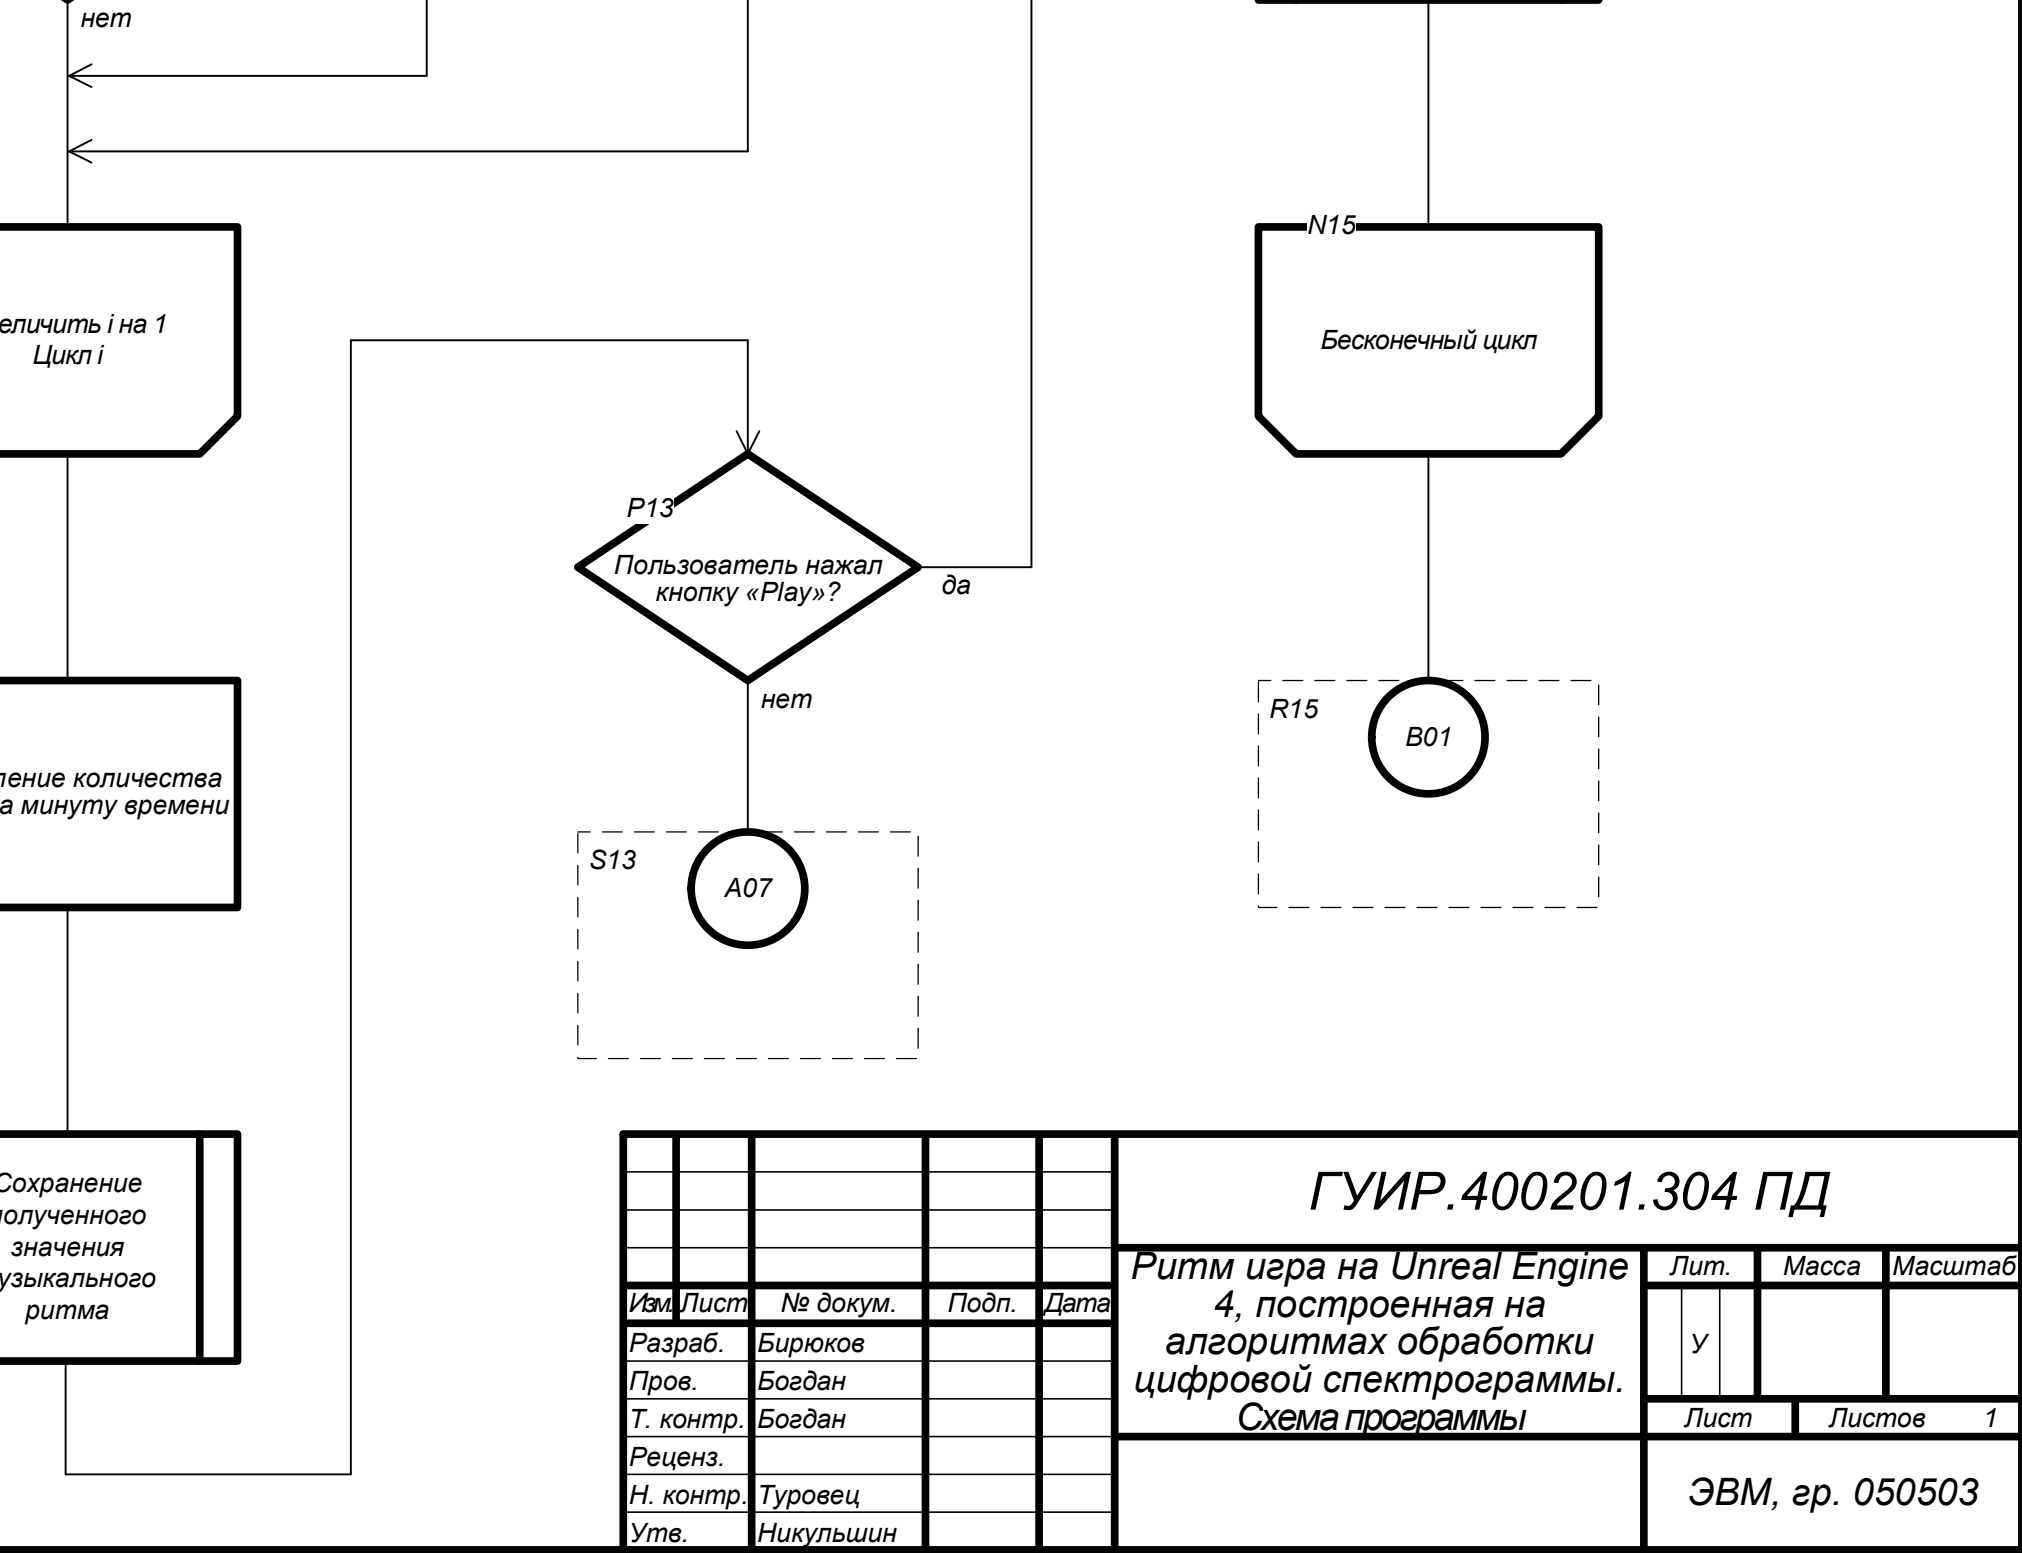 нет
еличить i на 1
Цикл i
ление количества
а минуту времени
Сохранение
олученного
значения
узыкального
ритма
P13
Пользователь нажал
кнопку «Play»?
да
нет
S13
A07
N15
Бесконечный цикл
R15
B01
ГУИР.400201.304 ПД
Ритм игра на Unreal Engine
4, построенная на
алгоритмах обработки
цифровой спектрограммы.
Схема программы
Лит. Масса Масштаб
У
Лист Листов 1
ЭВМ, гр. 050503
Изм. Лист № докум. Подп. Дата
Разраб. Бирюков
Пров. Богдан
Т. контр. Богдан
Реценз.
Н. контр. Туровец
Утв. Никульшин